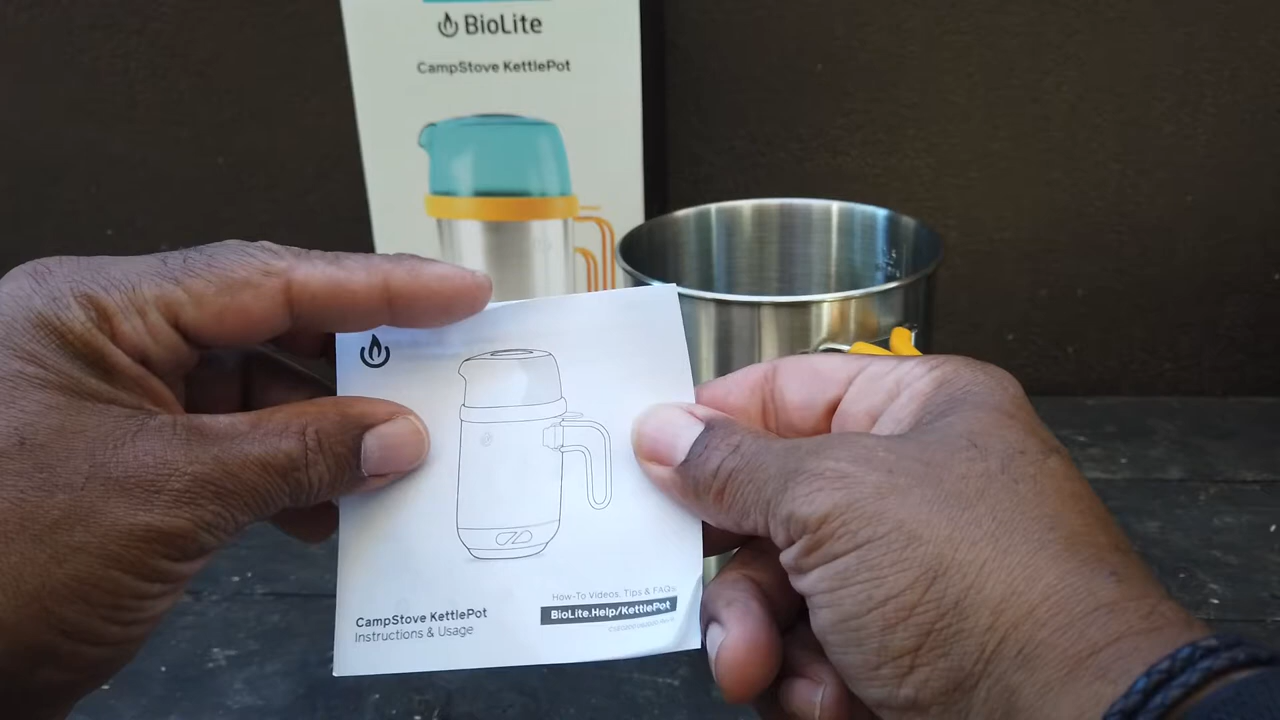 BioLite
CampStove KettlePot
CampStove KettlePot
Instructions & Usage
How-To Videos, Tips & FAQs
BioLite.Help/KettlePot